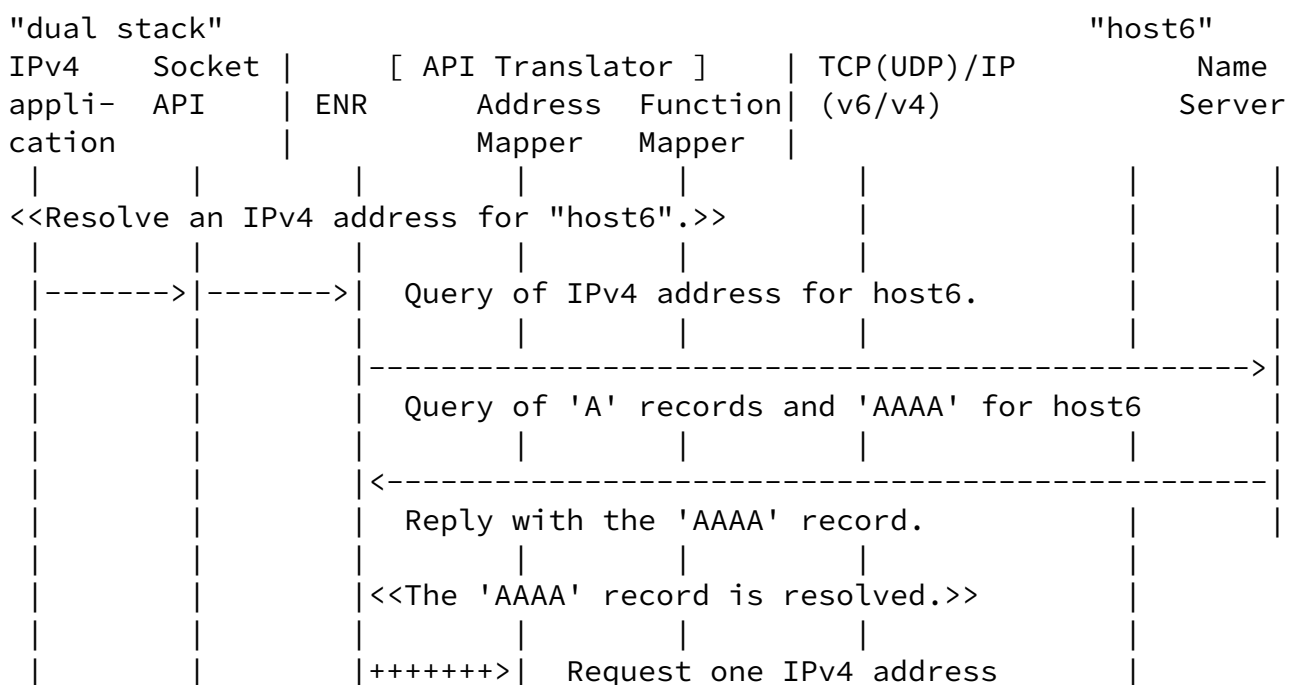 "dual stack" "host6"
IPv4 Socket | [ API Translator ] | TCP(UDP)/IP Name
appli- API | ENR Address Function| (v6/v4) Server
cation | Mapper Mapper |
| | | | | | | |
<<Resolve an IPv4 address for "host6".>> | | |
| | | | | | | |
|------->|------->| Query of IPv4 address for host6. | |
| | | | | | | |
| | |------------------------------------------------->|
| | | Query of 'A' records and 'AAAA' for host6 |
| | | | | | | |
| | |<-------------------------------------------------|
| | | Reply with the 'AAAA' record. | |
| | | | | | |
| | |<<The 'AAAA' record is resolved.>> |
| | | | | | |
| | |+++++++>| Request one IPv4 address |